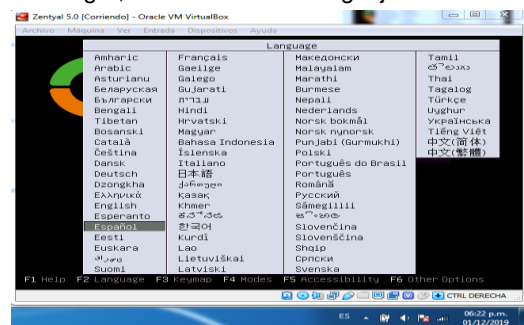 Zentyal 5.0 [Corriendo] - Oracle VM VirtualBox
Archivo Máquina Ver Entrada Dispositivos Ayuda
Language
Amharic Français Македонски Tamil
Arabic Gaeilge Malayalam తెలుగు
Asturianu Galego Marathi Thai
Беларуская Gujarati Burmese Tagalog
Български עברית Nepali Türkçe
Bengali Hindi Nederlands Uyghur
Tibetan Hrvatski Norsk bokmål Українська
Bosanski Magyar Norsk nynorsk Tiếng Việt
Català Bahasa Indonesia Punjabi (Gurmukhi) 中文(简体)
Čeština Íslenska Polski 中文(繁體)
Dansk Italiano Português do Brasil
Deutsch 日本語 Português
Dzongkha ქართული Română
Ελληνικά Қазақ Русский
English Khmer Sámegillii
Esperanto ಕನ್ನಡ සිංහල
Español 한국어 Slovenčina
Eesti Kurdî Slovenščina
Euskara Lao Shqip
فارسی Lietuviškai Српски
Suomi Latviski Svenska
F1 Help F2 Language F3 Keymap F4 Modes F5 Accessibility F6 Other Options
CTRL DERECHA
ES
06:22 p.m.
01/12/2019